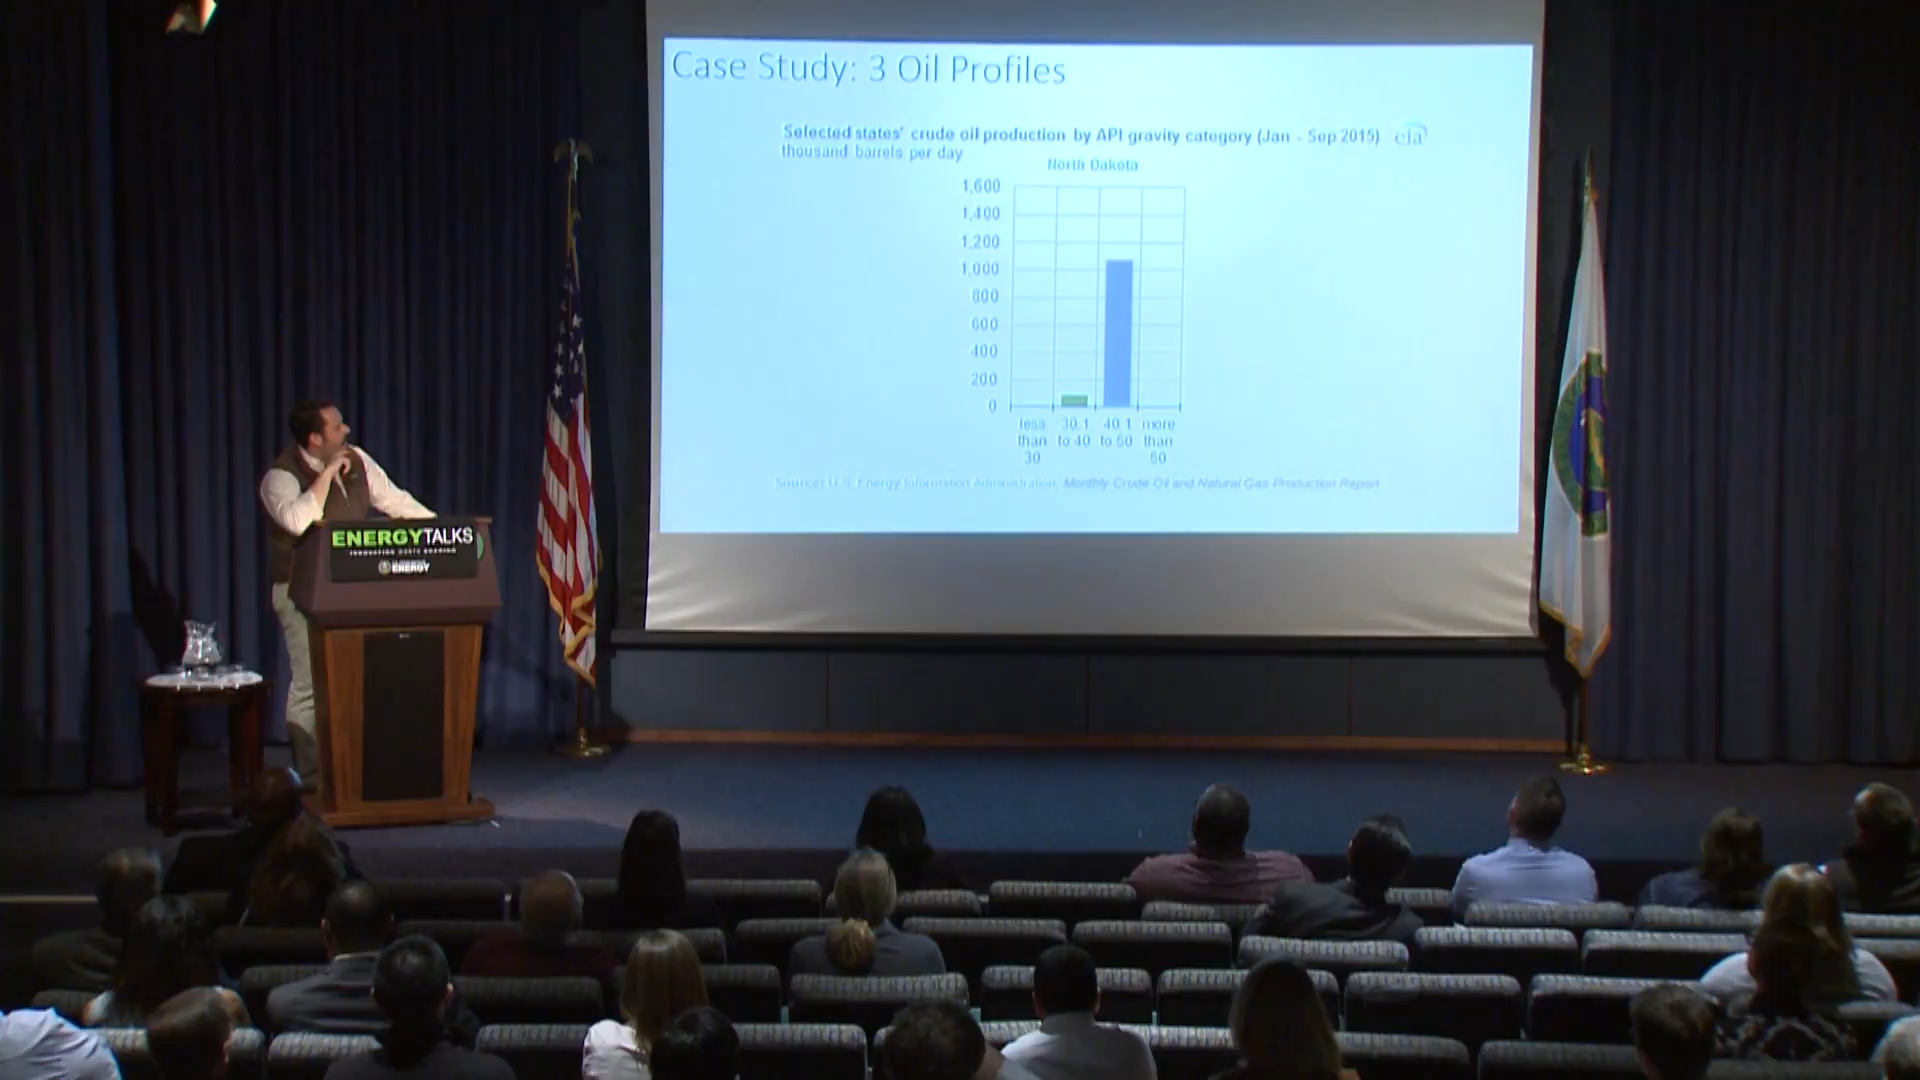 Case Study: 3 Oil Profiles
Selected states' crude oil production by API gravity category (Jan - Sep 2015) eia
thousand barrels per day
North Dakota
1,600
1,400
1,200
1,000
800
600
400
200
0
less than 30
30.1 to 40
40.1 to 50
more than 50
Source: U.S. Energy Information Administration, Monthly Crude Oil and Natural Gas Production Report
ENERGYTALKS
ENERGY